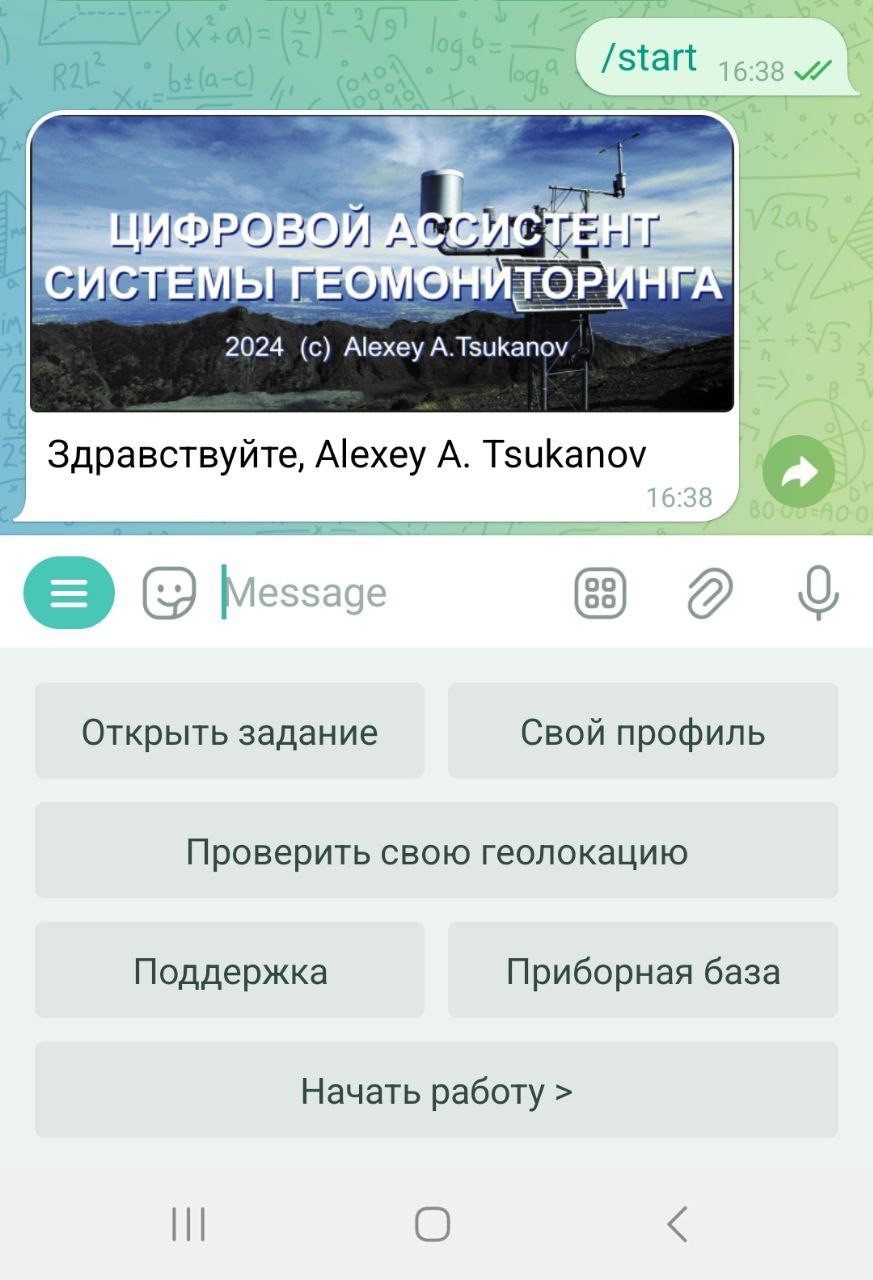 /start
16:38
ЦИФРОВОЙ АССИСТЕНТ
СИСТЕМЫ ГЕОМОНИТОРИНГА
2024 (c) Alexey A.Tsukanov
Здравствуйте, Alexey A. Tsukanov
16:38
Message
Открыть задание
Свой профиль
Проверить свою геолокацию
Поддержка
Приборная база
Начать работу >